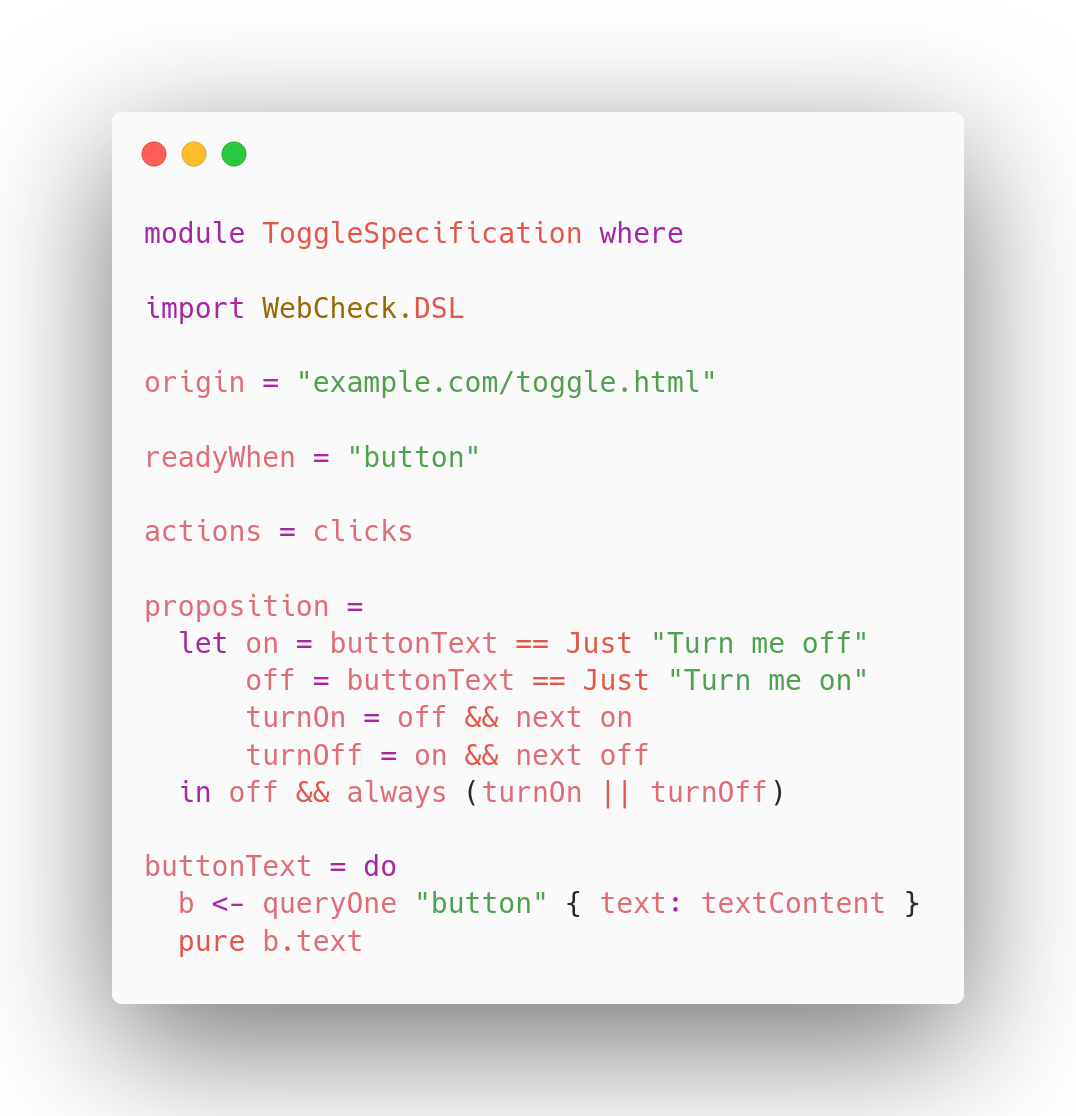 module ToggleSpecification where
import WebCheck.DSL
origin = "example.com/toggle.html"
readyWhen = "button"
actions = clicks
proposition =
  let on = buttonText == Just "Turn me off"
      off = buttonText == Just "Turn me on"
      turnOn = off && next on
      turnOff = on && next off
  in off && always (turnOn || turnOff)
buttonText = do
  b <- queryOne "button" { text: textContent }
  pure b.text